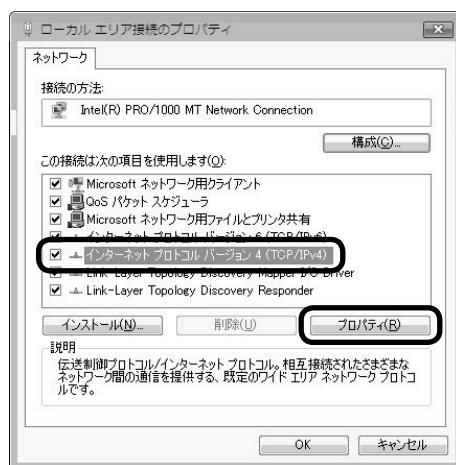 ローカル エリア接続のプロパティ
ネットワーク
接続の方法:
Intel(R) PRO/1000 MT Network Connection
構成(C)...
この接続は次の項目を使用します(O):
Microsoft ネットワーク用クライアント
QoS パケット スケジューラ
Microsoft ネットワーク用ファイルとプリンタ共有
インターネット プロトコル バージョン 6 (TCP/IPv6)
インターネット プロトコル バージョン 4 (TCP/IPv4)
Link-Layer Topology Discovery Mapper I/O Driver
Link-Layer Topology Discovery Responder
インストール(N)...
削除(U)
プロパティ(R)
説明
伝送制御プロトコル/インターネット プロトコル。相互接続されたさまざまな
ネットワーク間の通信を提供する、既定のワイド エリア ネットワーク プロトコ
ルです。
OK
キャンセル